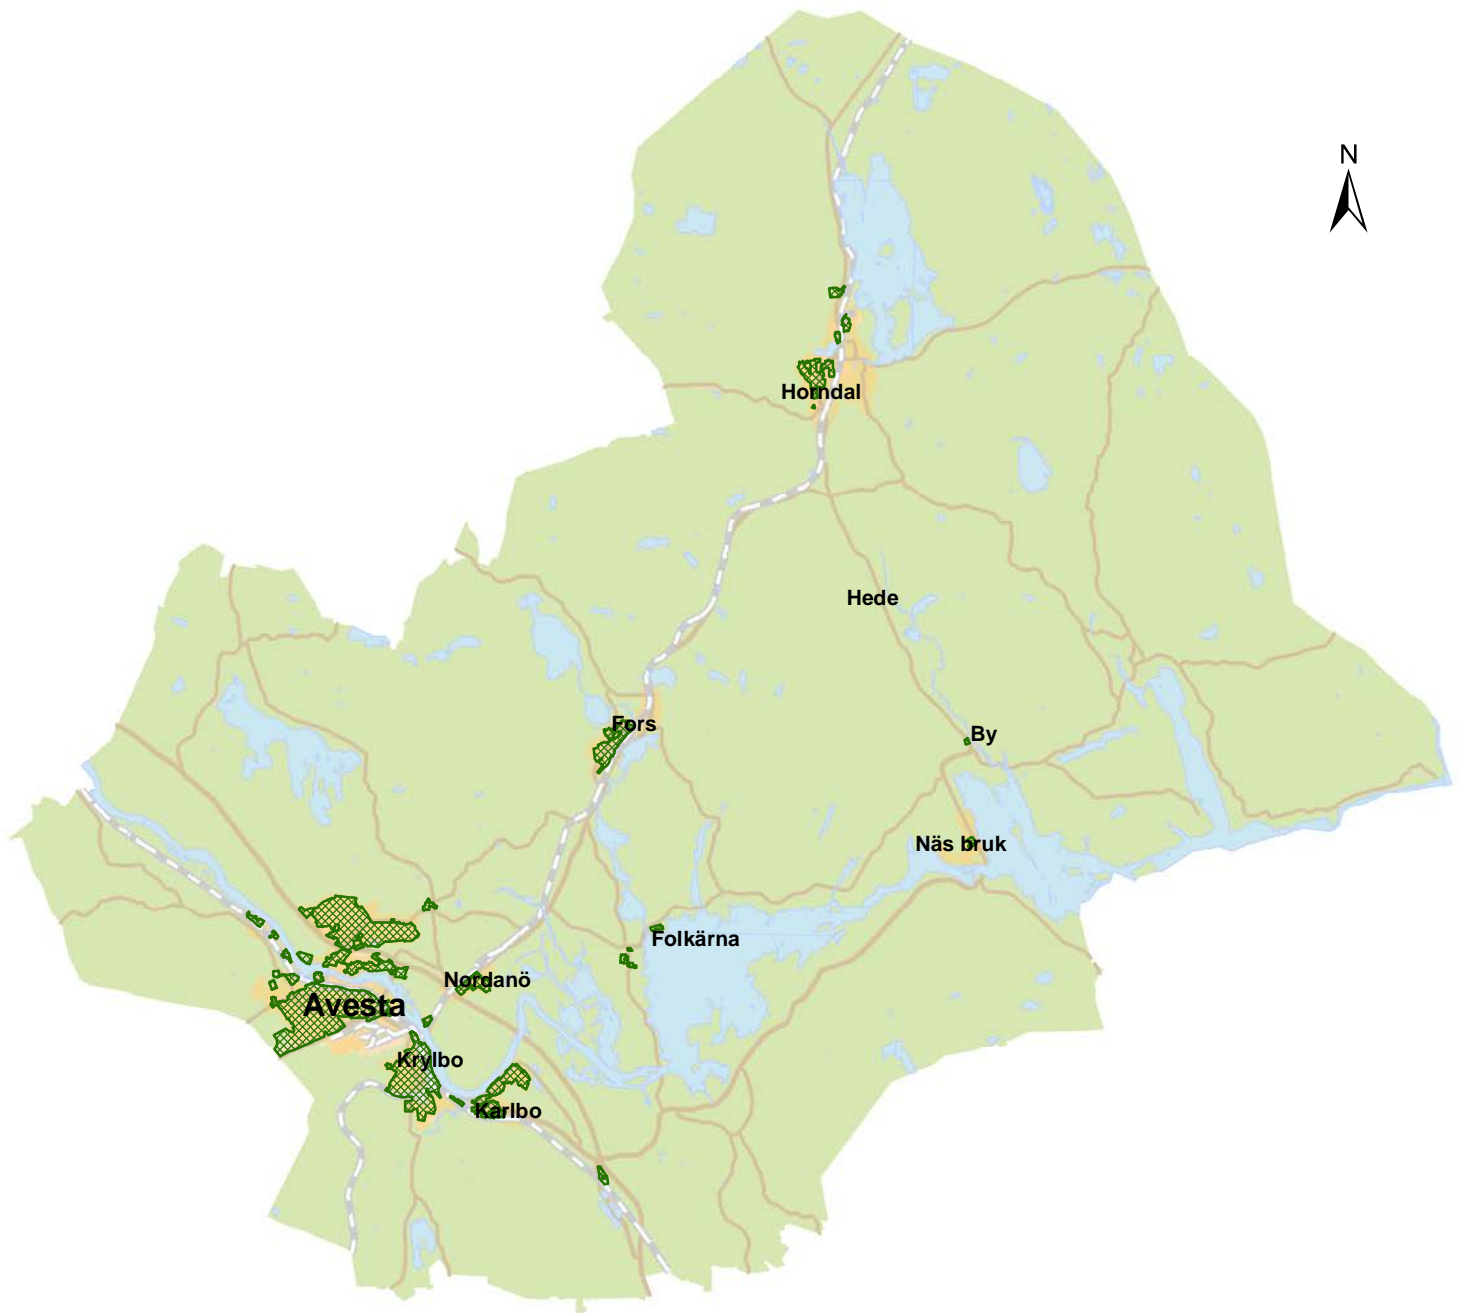 N
Horndal
Hede
Fors
By
Näs bruk
Folkärna
Nordanö
Avesta
Krylbo
Karlbo